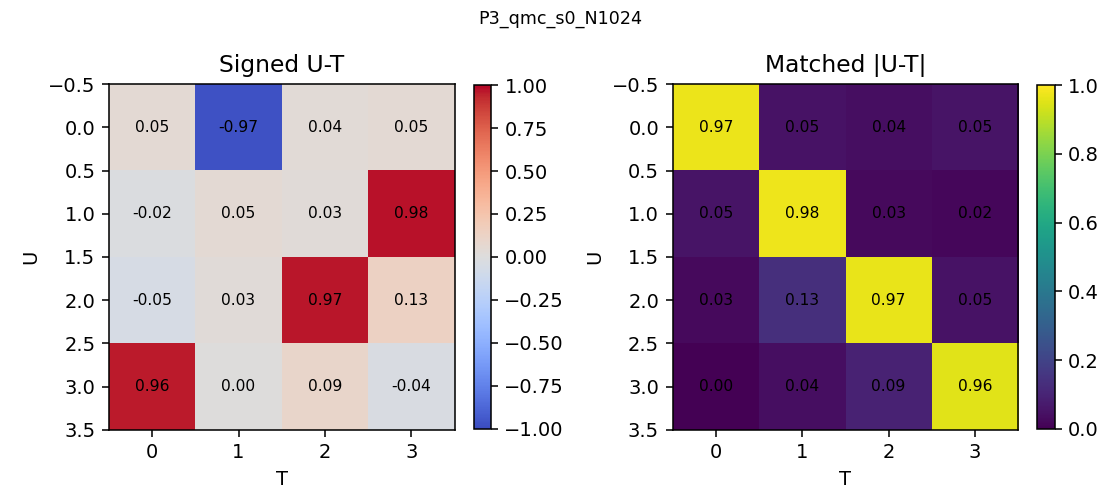 P3_qmc_s0_N1024
Signed U-T
Matched |U-T|
−0.5
0.0
0.5
1.0
1.5
2.0
2.5
3.0
3.5
U
0.05 -0.97 0.04 0.05
-0.02 0.05 0.03 0.98
-0.05 0.03 0.97 0.13
0.96 0.00 0.09 -0.04
0 1 2 3
T
1.00
0.75
0.50
0.25
0.00
−0.25
−0.50
−0.75
−1.00
−0.5
0.0
0.5
1.0
1.5
2.0
2.5
3.0
3.5
U
0.97 0.05 0.04 0.05
0.05 0.98 0.03 0.02
0.03 0.13 0.97 0.05
0.00 0.04 0.09 0.96
0 1 2 3
T
1.0
0.8
0.6
0.4
0.2
0.0